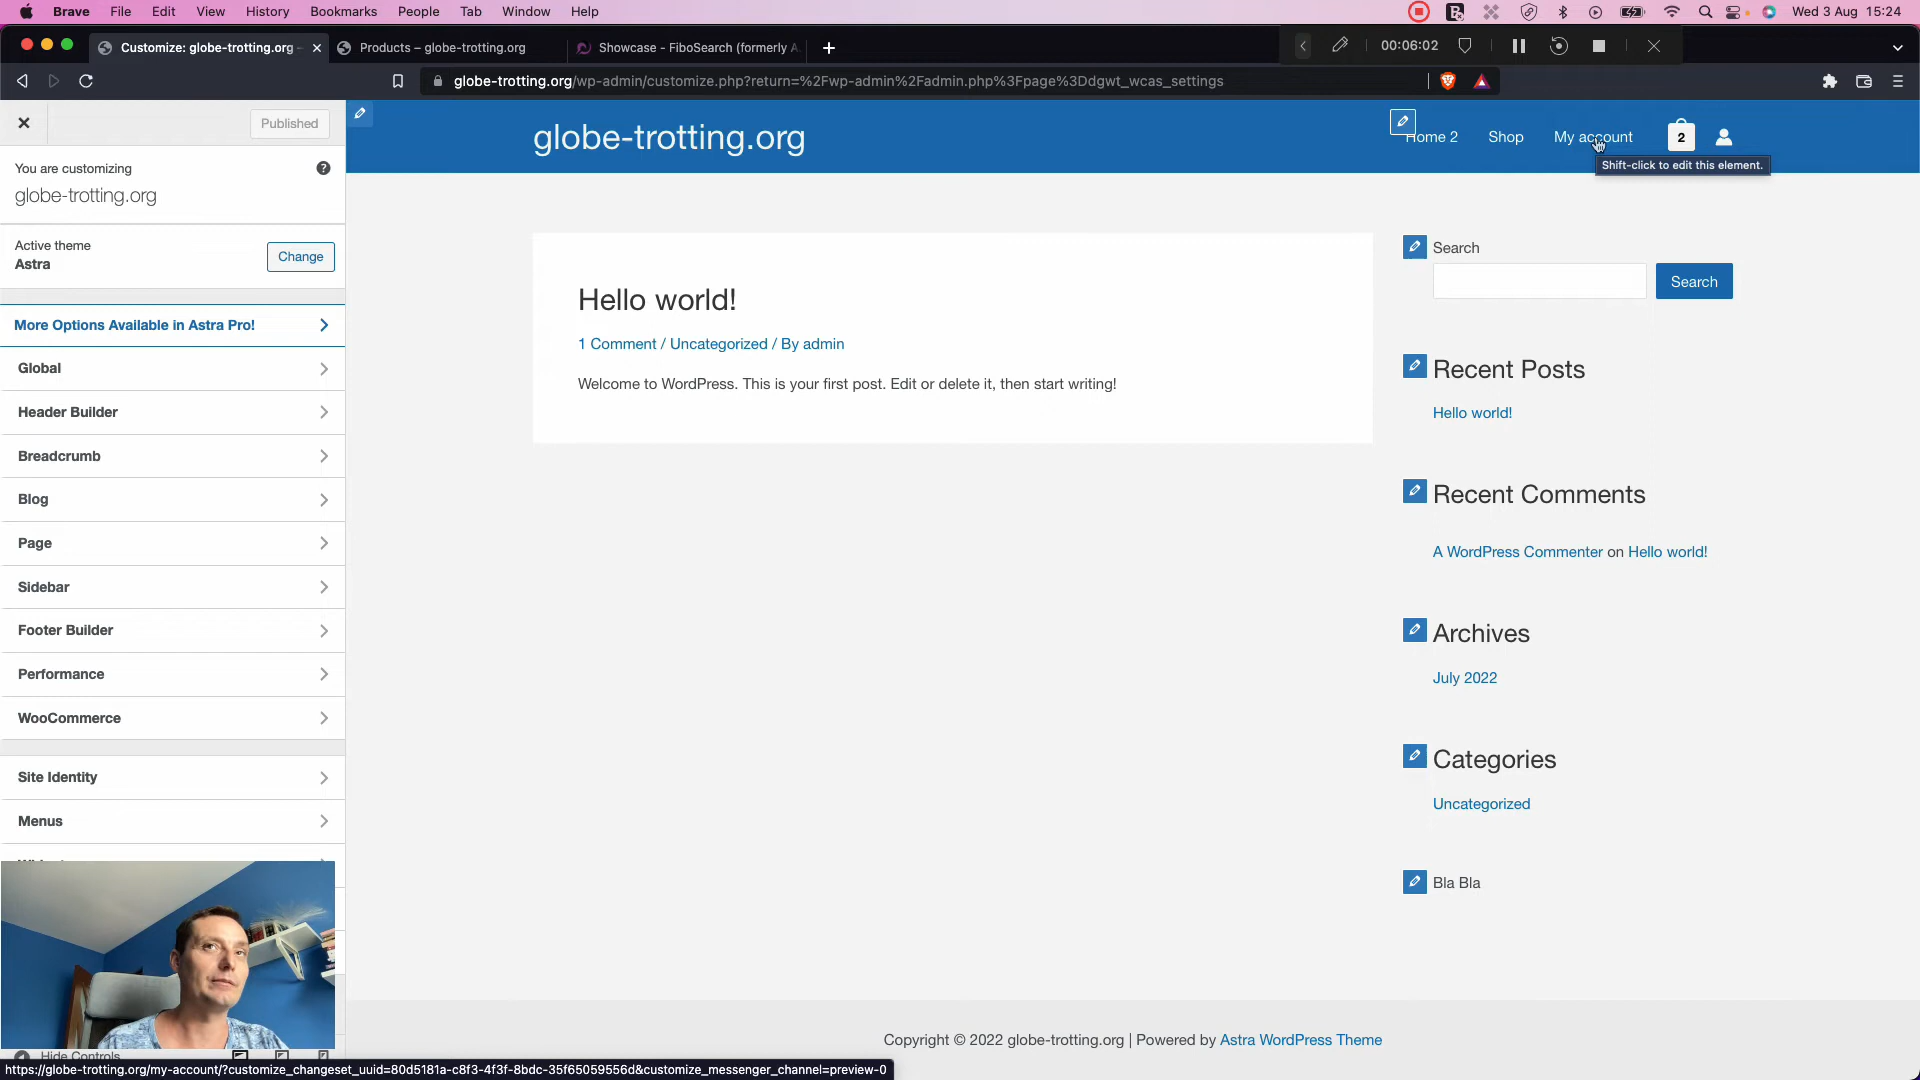 Brave File Edit View History Bookmarks People Tab Window Help Wed 3 Aug 15:24
Customize: globe-trotting.org – Products – globe-trotting.org Showcase - FiboSearch (formerly A 00:06:02
globe-trotting.org/wp-admin/customize.php?return=%2Fwp-admin%2Fadmin.php%3Fpage%3Ddgwt_wcas_settings
Published
globe-trotting.org
Home 2 Shop My account 2
Shift-click to edit this element.
You are customizing
globe-trotting.org
Active theme
Astra
Change
More Options Available in Astra Pro!
Global
Header Builder
Breadcrumb
Blog
Page
Sidebar
Footer Builder
Performance
WooCommerce
Site Identity
Menus
Hide Controls
Hello world!
1 Comment / Uncategorized / By admin
Welcome to WordPress. This is your first post. Edit or delete it, then start writing!
Search
Search
Recent Posts
Hello world!
Recent Comments
A WordPress Commenter on Hello world!
Archives
July 2022
Categories
Uncategorized
Bla Bla
Copyright © 2022 globe-trotting.org | Powered by Astra WordPress Theme
https://globe-trotting.org/my-account/?customize_changeset_uuid=80d5181a-c8f3-4f3f-8bdc-35f65059556d&customize_messenger_channel=preview-0